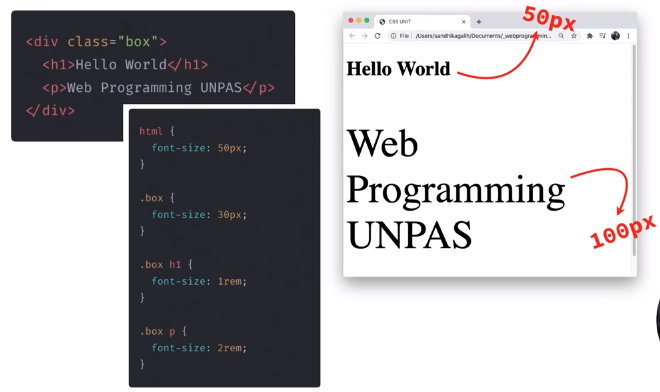 <div class="box">
<h1>Hello World</h1>
<p>Web Programming UNPAS</p>
</div>
html {
font-size: 50px;
}
.box {
font-size: 30px;
}
.box h1 {
font-size: 1rem;
}
.box p {
font-size: 2rem;
}
CSS UNIT
File | /Users/sandhikagalih/Documents/_webprogrammin...
50px
Hello World
Web
Programming
UNPAS
100px